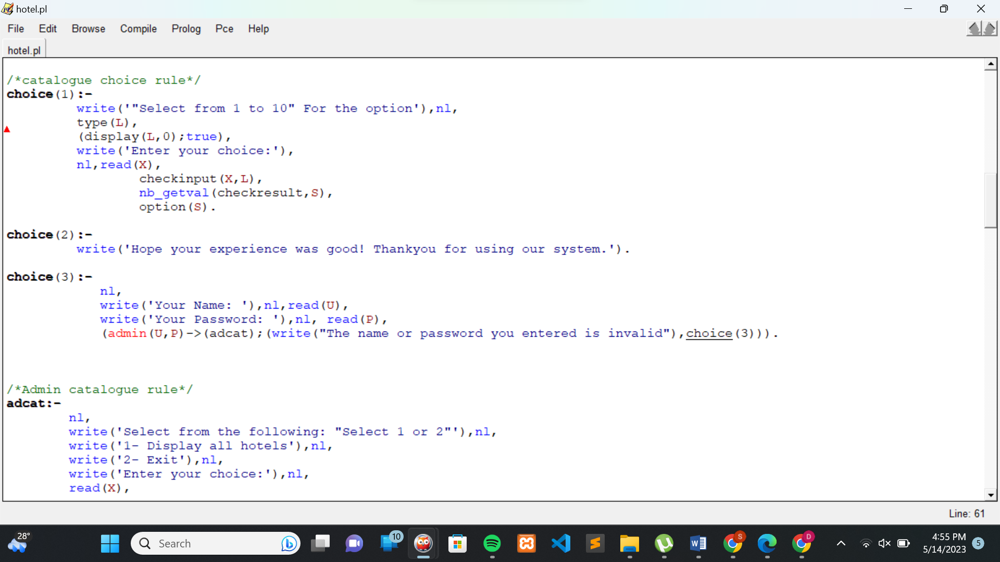 hotel.pl
File Edit Browse Compile Prolog Pce Help
hotel.pl
/*catalogue choice rule*/
choice(1):-
write('"Select from 1 to 10" For the option'),nl,
type(L),
(display(L,0);true),
write('Enter your choice:'),
nl,read(X),
checkinput(X,L),
nb_getval(checkresult,S),
option(S).
choice(2):-
write('Hope your experience was good! Thankyou for using our system.').
choice(3):-
nl,
write('Your Name: '),nl,read(U),
write('Your Password: '),nl, read(P),
(admin(U,P)->(adcat);(write("The name or password you entered is invalid"),choice(3))).
/*Admin catalogue rule*/
adcat:-
nl,
write('Select from the following: "Select 1 or 2"'),nl,
write('1- Display all hotels'),nl,
write('2- Exit'),nl,
write('Enter your choice:'),nl,
read(X),
Line: 61
28°
Search
10
S
D
4:55 PM
5/14/2023
5